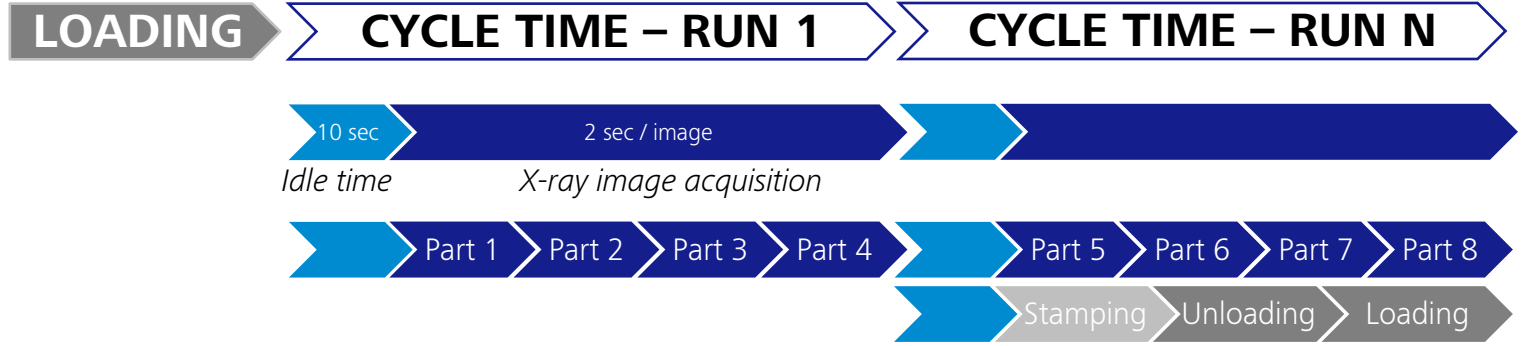 LOADING CYCLE TIME – RUN 1 CYCLE TIME – RUN N
10 sec 2 sec / image
Idle time X-ray image acquisition
Part 1 Part 2 Part 3 Part 4 Part 5 Part 6 Part 7 Part 8
Stamping Unloading Loading